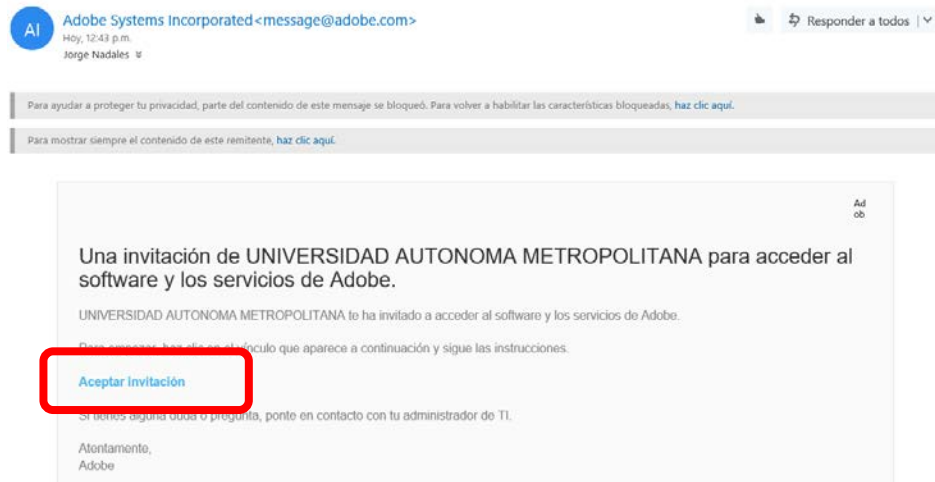 AI
Adobe Systems Incorporated<message@adobe.com>
Hoy, 12:43 p.m.
Jorge Nadales
Responder a todos
Para ayudar a proteger tu privacidad, parte del contenido de este mensaje se bloqueó. Para volver a habilitar las características bloqueadas, haz clic aquí.
Para mostrar siempre el contenido de este remitente, haz clic aquí.
Ad
ob
Una invitación de UNIVERSIDAD AUTONOMA METROPOLITANA para acceder al
software y los servicios de Adobe.
UNIVERSIDAD AUTONOMA METROPOLITANA te ha invitado a acceder al software y los servicios de Adobe.
Para empezar, haz clic en el vínculo que aparece a continuación y sigue las instrucciones.
Aceptar invitación
Si tienes alguna duda o pregunta, ponte en contacto con tu administrador de TI.
Atentamente,
Adobe